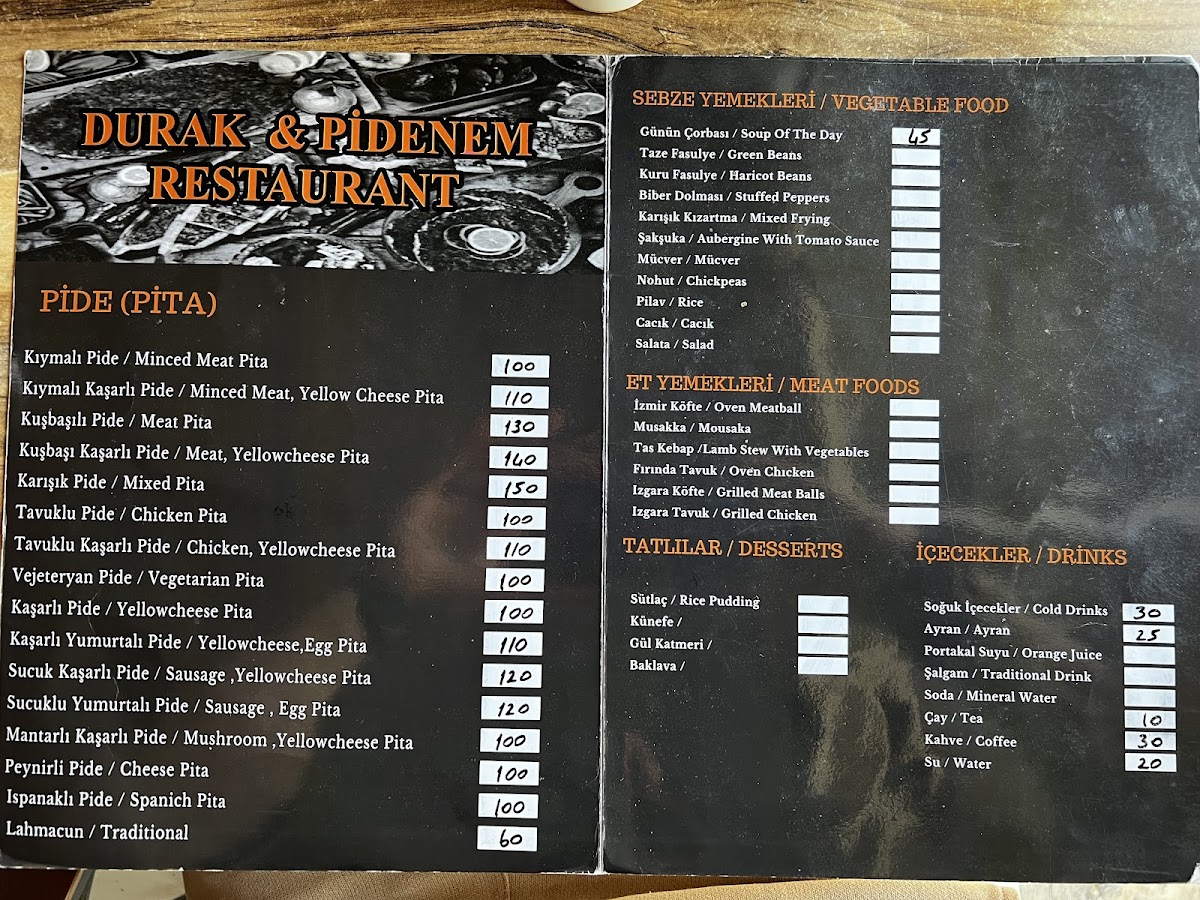 DURAK & PİDENEM
RESTAURANT
PİDE (PİTA)
Kıymalı Pide / Minced Meat Pita 100
Kıymalı Kaşarlı Pide / Minced Meat, Yellow Cheese Pita 110
Kuşbaşılı Pide / Meat Pita 130
Kuşbaşı Kaşarlı Pide / Meat, Yellowcheese Pita 140
Karışık Pide / Mixed Pita 150
Tavuklu Pide / Chicken Pita 100
Tavuklu Kaşarlı Pide / Chicken, Yellowcheese Pita 110
Vejeteryan Pide / Vegetarian Pita 100
Kaşarlı Pide / Yellowcheese Pita 100
Kaşarlı Yumurtalı Pide / Yellowcheese,Egg Pita 110
Sucuk Kaşarlı Pide / Sausage ,Yellowcheese Pita 120
Sucuklu Yumurtalı Pide / Sausage , Egg Pita 120
Mantarlı Kaşarlı Pide / Mushroom ,Yellowcheese Pita 100
Peynirli Pide / Cheese Pita 100
Ispanaklı Pide / Spanich Pita 100
Lahmacun / Traditional 60
SEBZE YEMEKLERİ / VEGETABLE FOOD
Günün Çorbası / Soup Of The Day 45
Taze Fasulye / Green Beans
Kuru Fasulye / Haricot Beans
Biber Dolması / Stuffed Peppers
Karışık Kızartma / Mixed Frying
Şakşuka / Aubergine With Tomato Sauce
Mücver / Mücver
Nohut / Chickpeas
Pilav / Rice
Cacık / Cacık
Salata / Salad
ET YEMEKLERİ / MEAT FOODS
İzmir Köfte / Oven Meatball
Musakka / Mousaka
Tas Kebap /Lamb Stew With Vegetables
Fırında Tavuk / Oven Chıcken
Izgara Köfte / Grilled Meat Balls
Izgara Tavuk / Grilled Chicken
TATLILAR / DESSERTS
Sütlaç / Rice Pudding
Künefe /
Gül Katmeri /
Baklava /
İÇECEKLER / DRİNKS
Soğuk İçecekler / Cold Drinks 30
Ayran / Ayran 25
Portakal Suyu / Orange Juice
Şalgam / Traditional Drink
Soda / Mineral Water
Çay / Tea 10
Kahve / Coffee 30
Su / Water 20